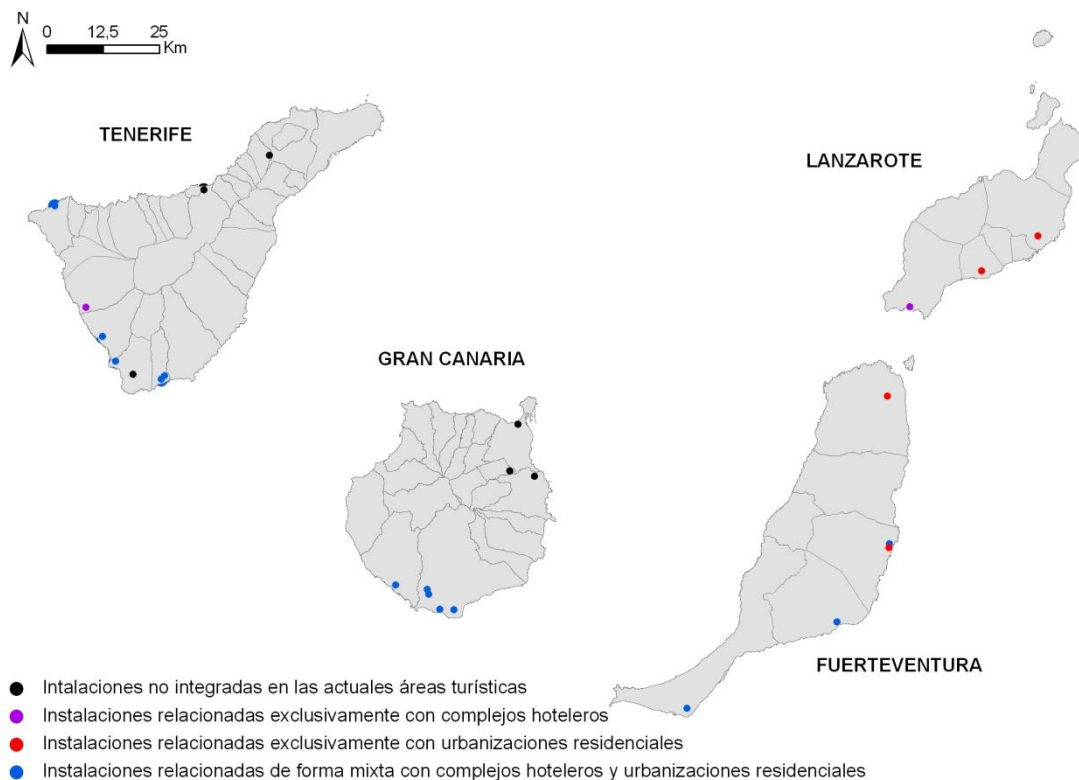 N
0 12,5 25
Km
TENERIFE
LANZAROTE
GRAN CANARIA
FUERTEVENTURA
Intalaciones no integradas en las actuales áreas turísticas
Instalaciones relacionadas exclusivamente con complejos hoteleros
Instalaciones relacionadas exclusivamente con urbanizaciones residenciales
Instalaciones relacionadas de forma mixta con complejos hoteleros y urbanizaciones residenciales